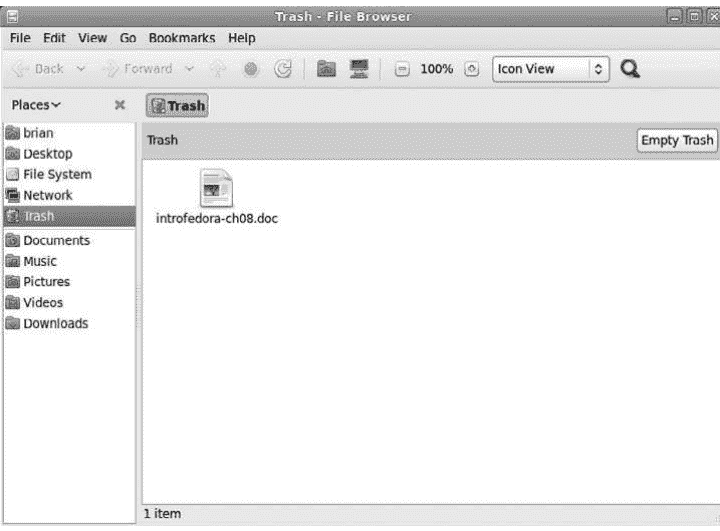 Trash - File Browser
File Edit View Go Bookmarks Help
Back Forward 100% Icon View
Places Trash
brian
Desktop
File System
Network
Trash
Documents
Music
Pictures
Videos
Downloads
Trash Empty Trash
introfedora-ch08.doc
1 item